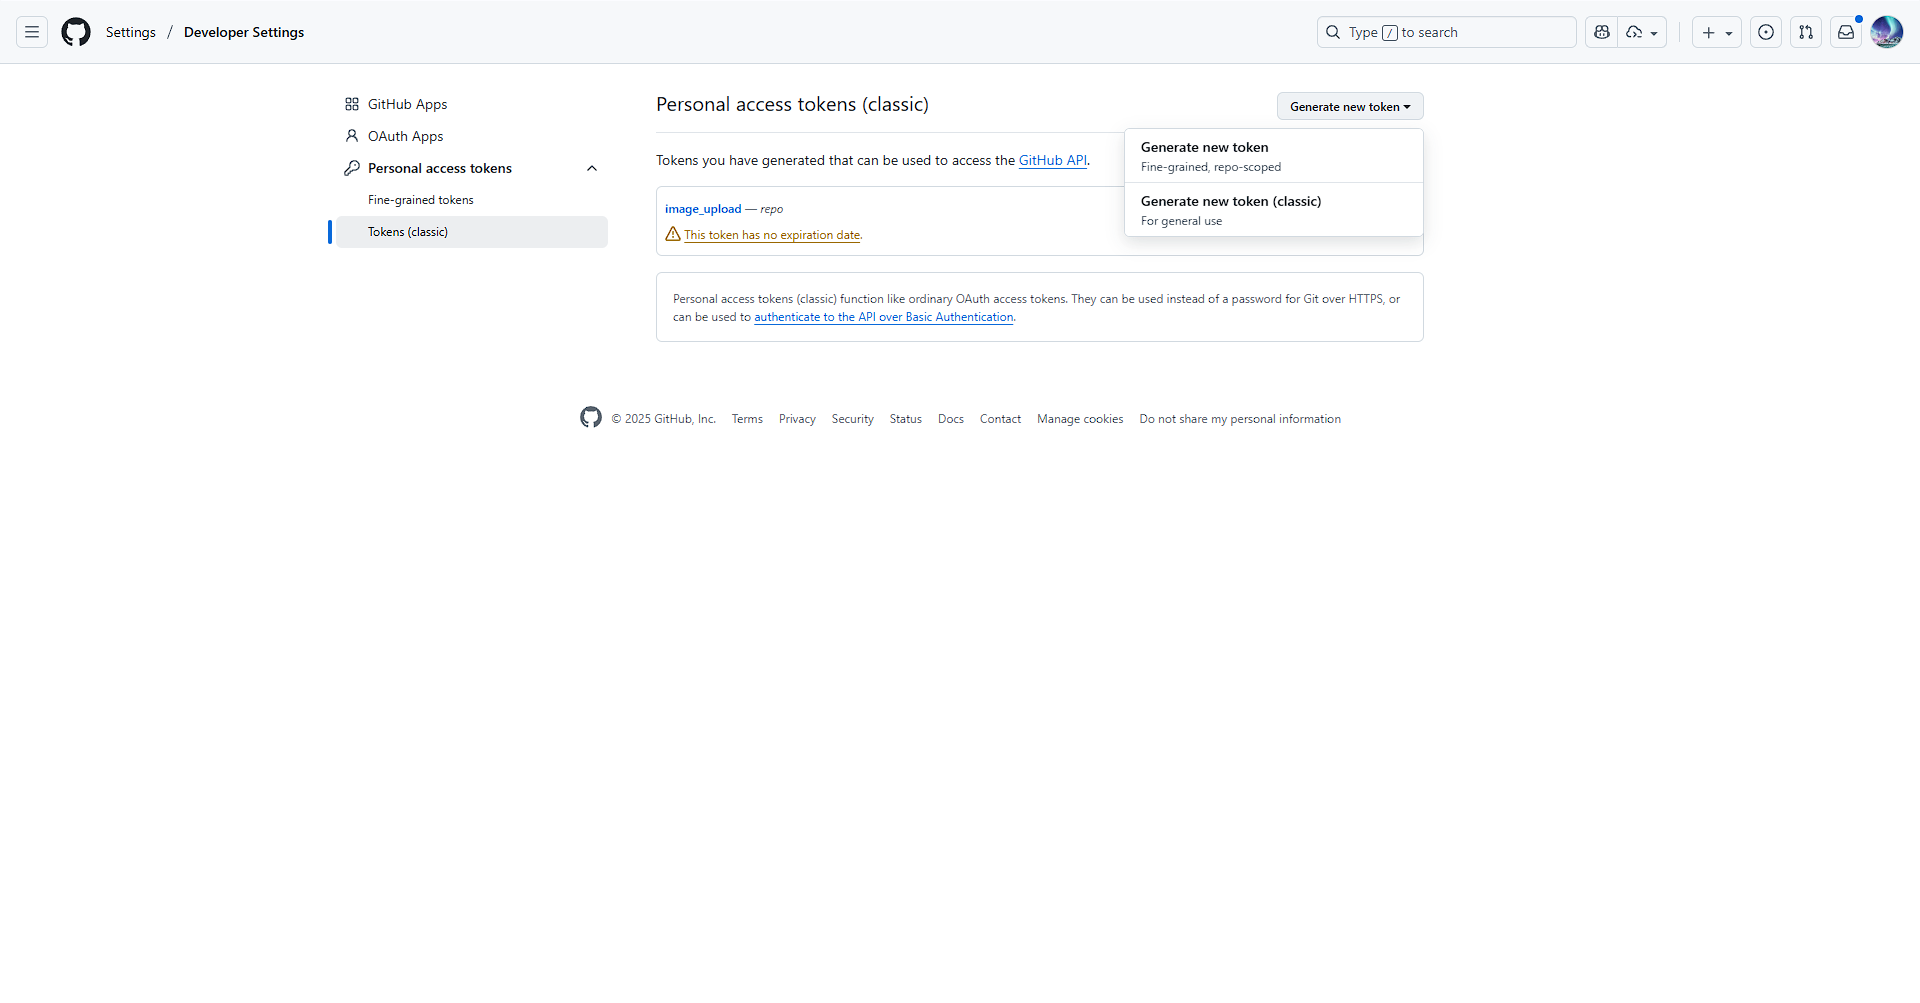 Settings / Developer Settings
Type / to search
GitHub Apps
OAuth Apps
Personal access tokens
Fine-grained tokens
Tokens (classic)
Personal access tokens (classic)
Generate new token
Generate new token
Fine-grained, repo-scoped
Generate new token (classic)
For general use
Tokens you have generated that can be used to access the GitHub API.
image_upload — repo
This token has no expiration date.
Personal access tokens (classic) function like ordinary OAuth access tokens. They can be used instead of a password for Git over HTTPS, or
can be used to authenticate to the API over Basic Authentication.
© 2025 GitHub, Inc. Terms Privacy Security Status Docs Contact Manage cookies Do not share my personal information